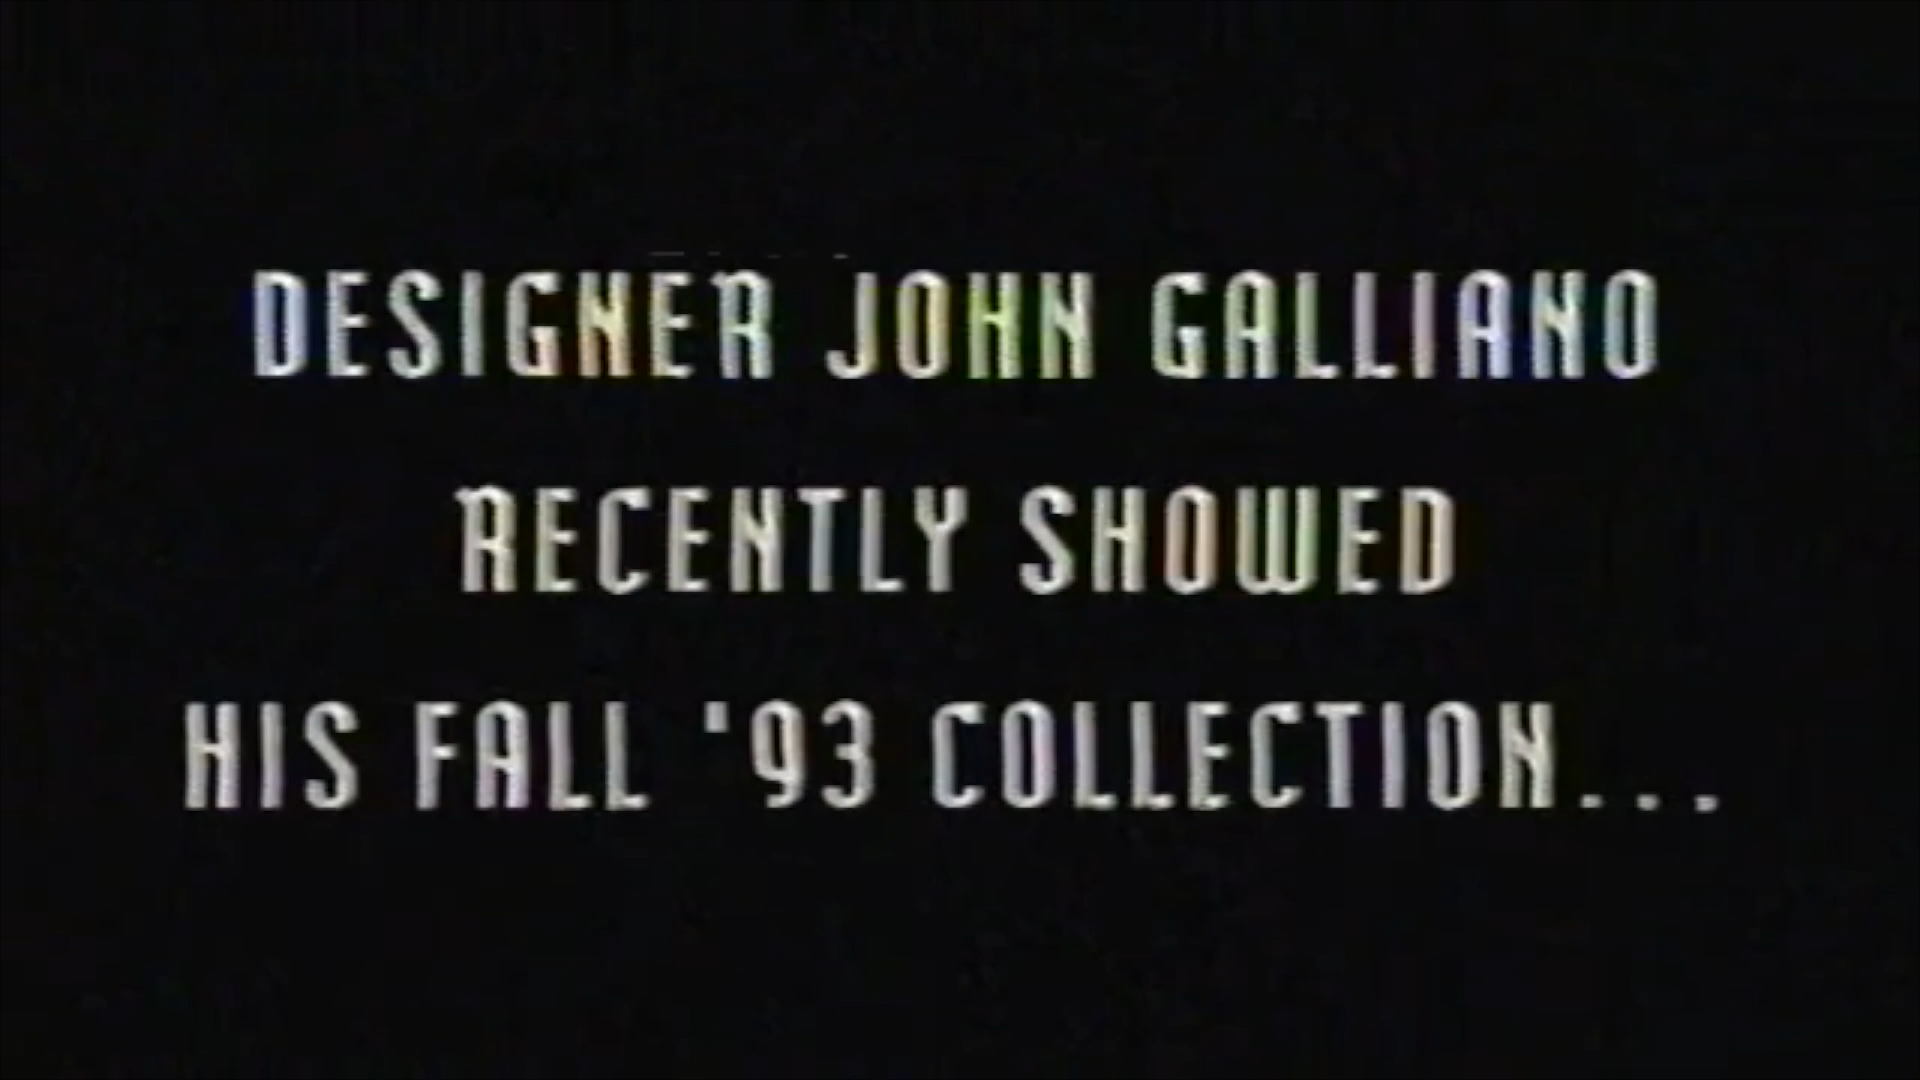 DESIGNER JOHN GALLIANO
RECENTLY SHOWED
HIS FALL '93 COLLECTION...